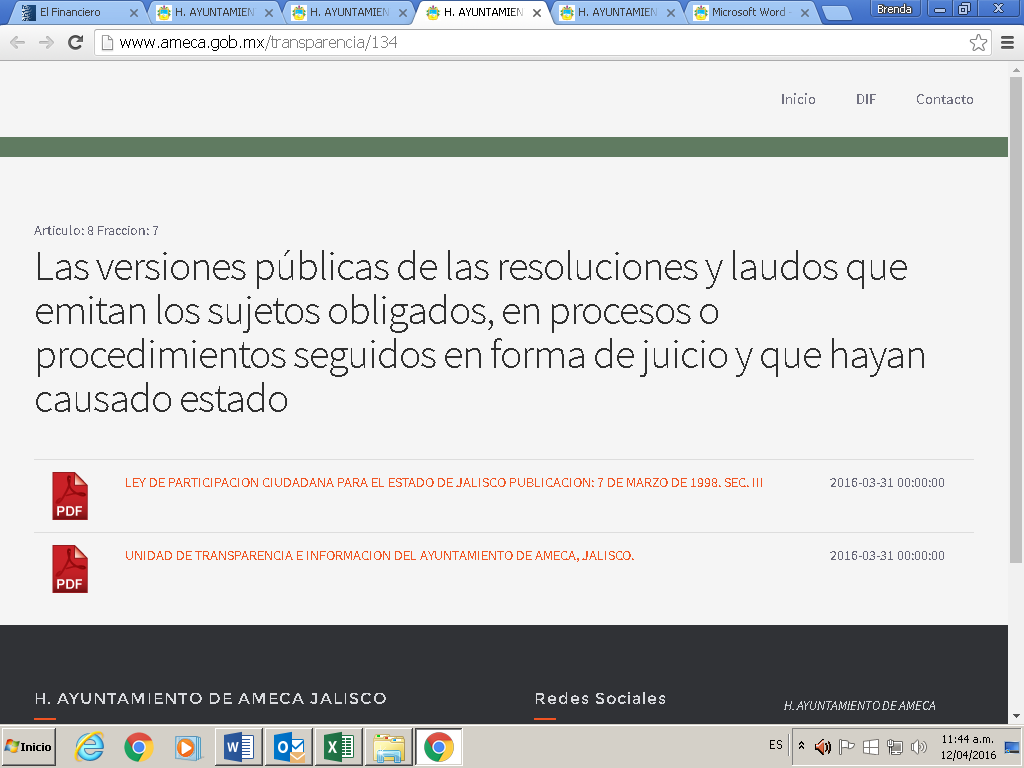 El Financiero
H. AYUNTAMIEN
H. AYUNTAMIEN
H. AYUNTAMIEN
H. AYUNTAMIEN
Microsoft Word -
Brenda
www.ameca.gob.mx/transparencia/134
Inicio
DIF
Contacto
Articulo: 8 Fraccion: 7
Las versiones públicas de las resoluciones y laudos que
emitan los sujetos obligados, en procesos o
procedimientos seguidos en forma de juicio y que hayan
causado estado
PDF
LEY DE PARTICIPACION CIUDADANA PARA EL ESTADO DE JALISCO PUBLICACION: 7 DE MARZO DE 1998. SEC. III
2016-03-31 00:00:00
PDF
UNIDAD DE TRANSPARENCIA E INFORMACION DEL AYUNTAMIENTO DE AMECA, JALISCO.
2016-03-31 00:00:00
H. AYUNTAMIENTO DE AMECA JALISCO
Redes Sociales
H. AYUNTAMIENTO DE AMECA
Inicio
ES
11:44 a.m.
12/04/2016